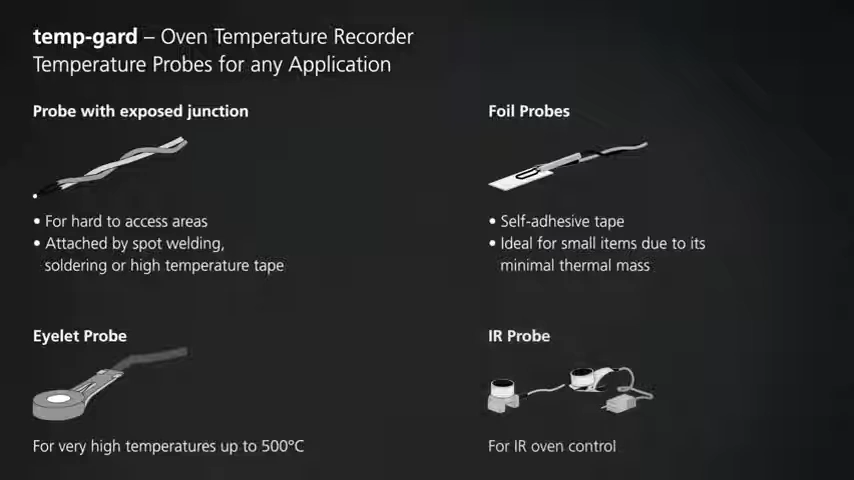 temp-gard – Oven Temperature Recorder
Temperature Probes for any Application
Probe with exposed junction
• For hard to access areas
• Attached by spot welding,
soldering or high temperature tape
Foil Probes
• Self-adhesive tape
• Ideal for small items due to its
minimal thermal mass
Eyelet Probe
For very high temperatures up to 500°C
IR Probe
For IR oven control